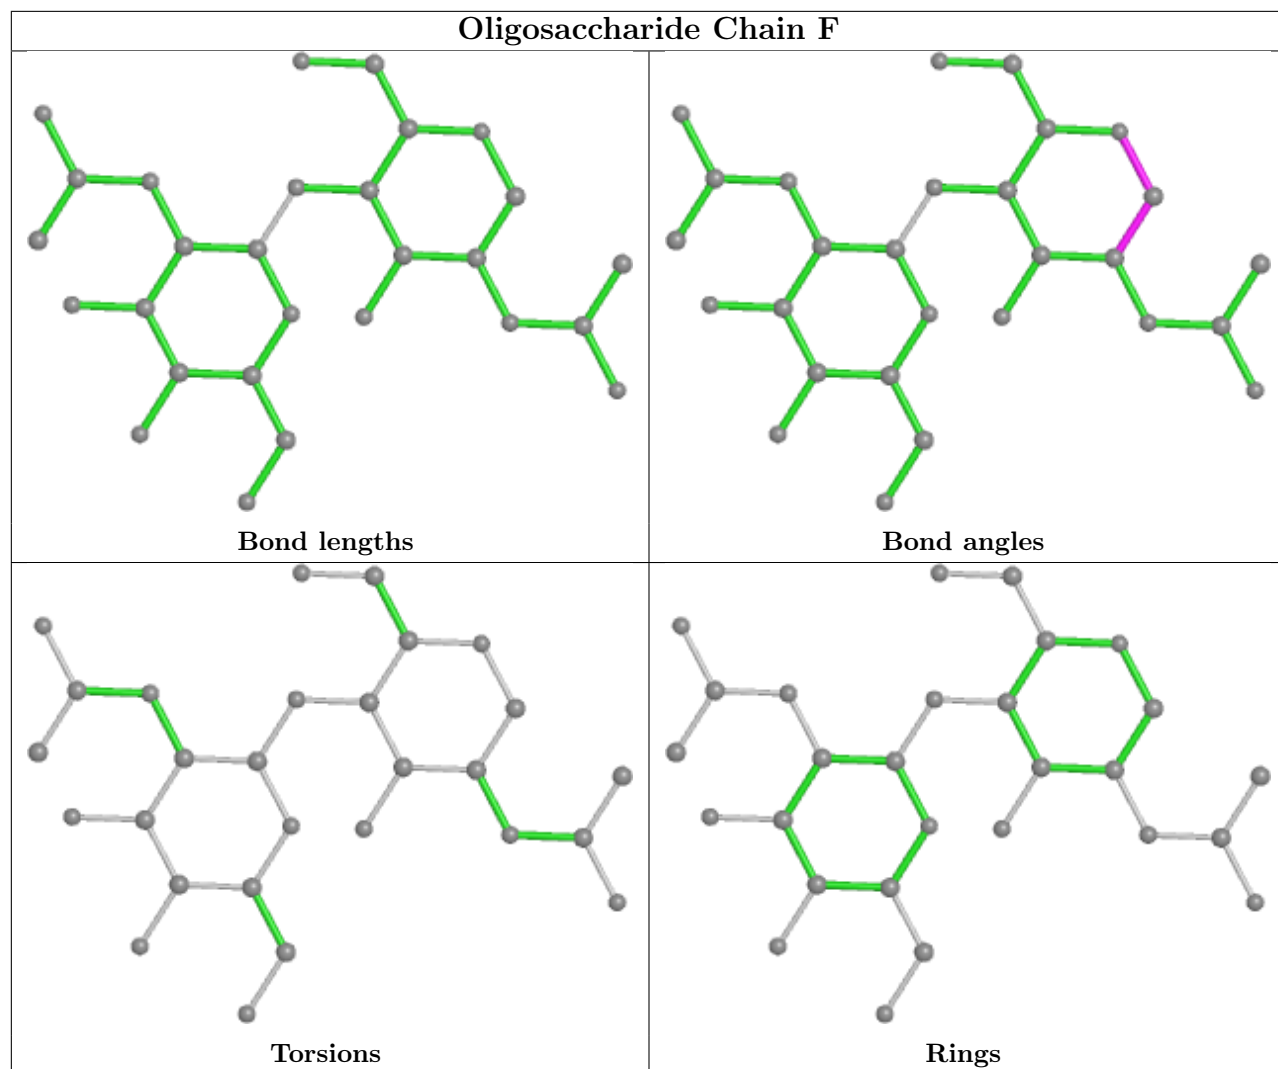 Oligosaccharide Chain F
Bond lengths
Bond angles
Torsions
Rings